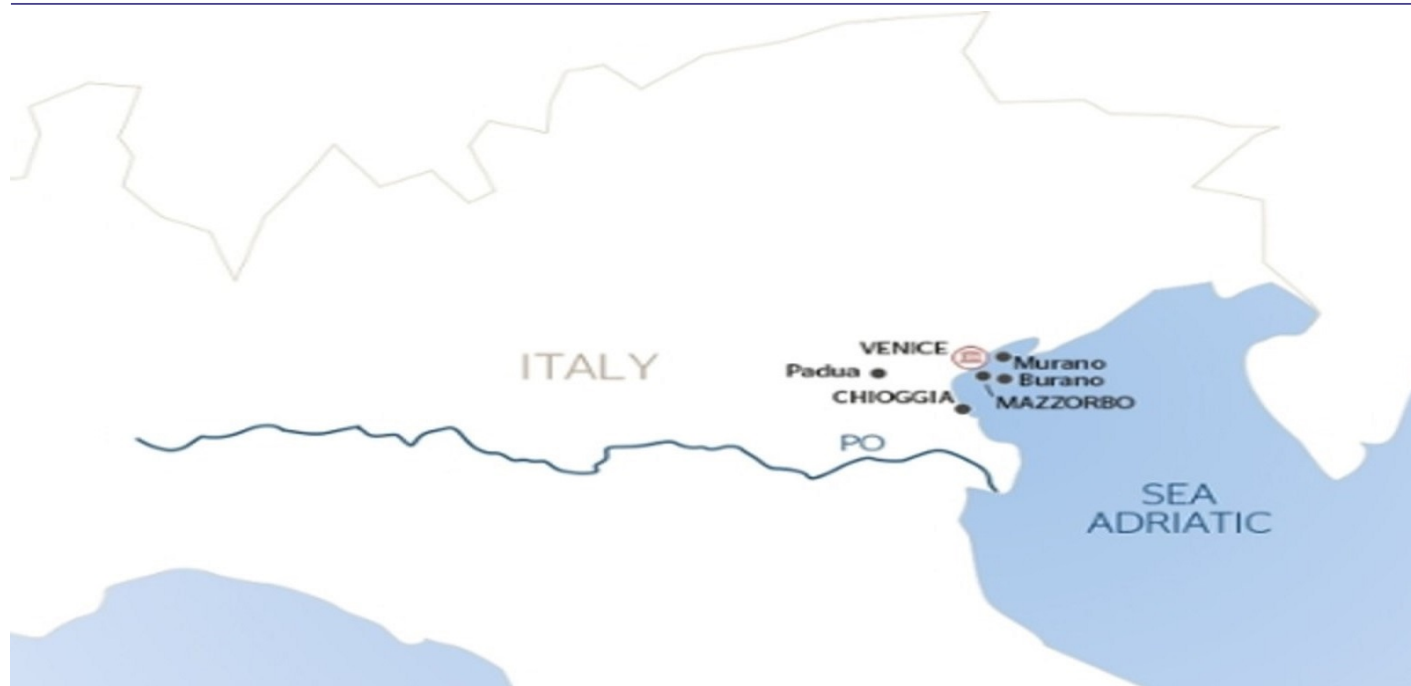 VENICE
Murano
ITALY
Padua
Burano
CHIOGGIA
MAZZORBO
PO
SEA
ADRIATIC